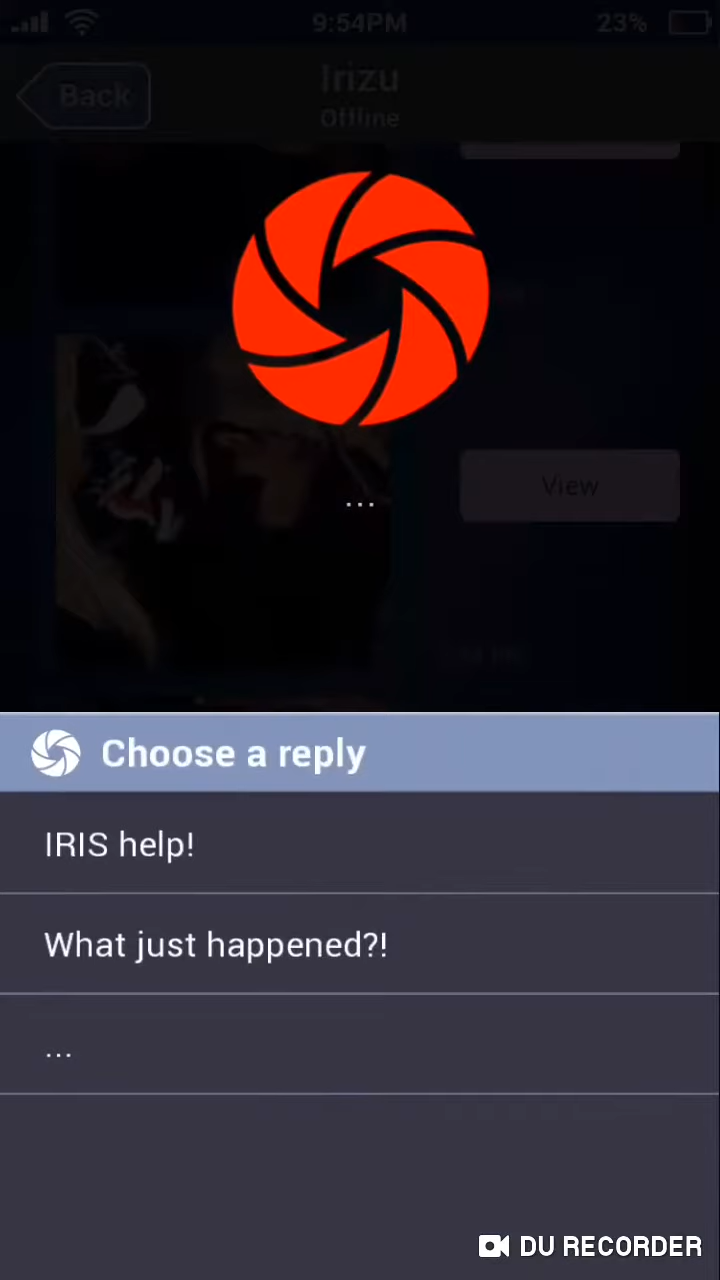 9:54PM
23%
Back
Irizu
Offline
...
View
Choose a reply
IRIS help!
What just happened?!
...
DU RECORDER